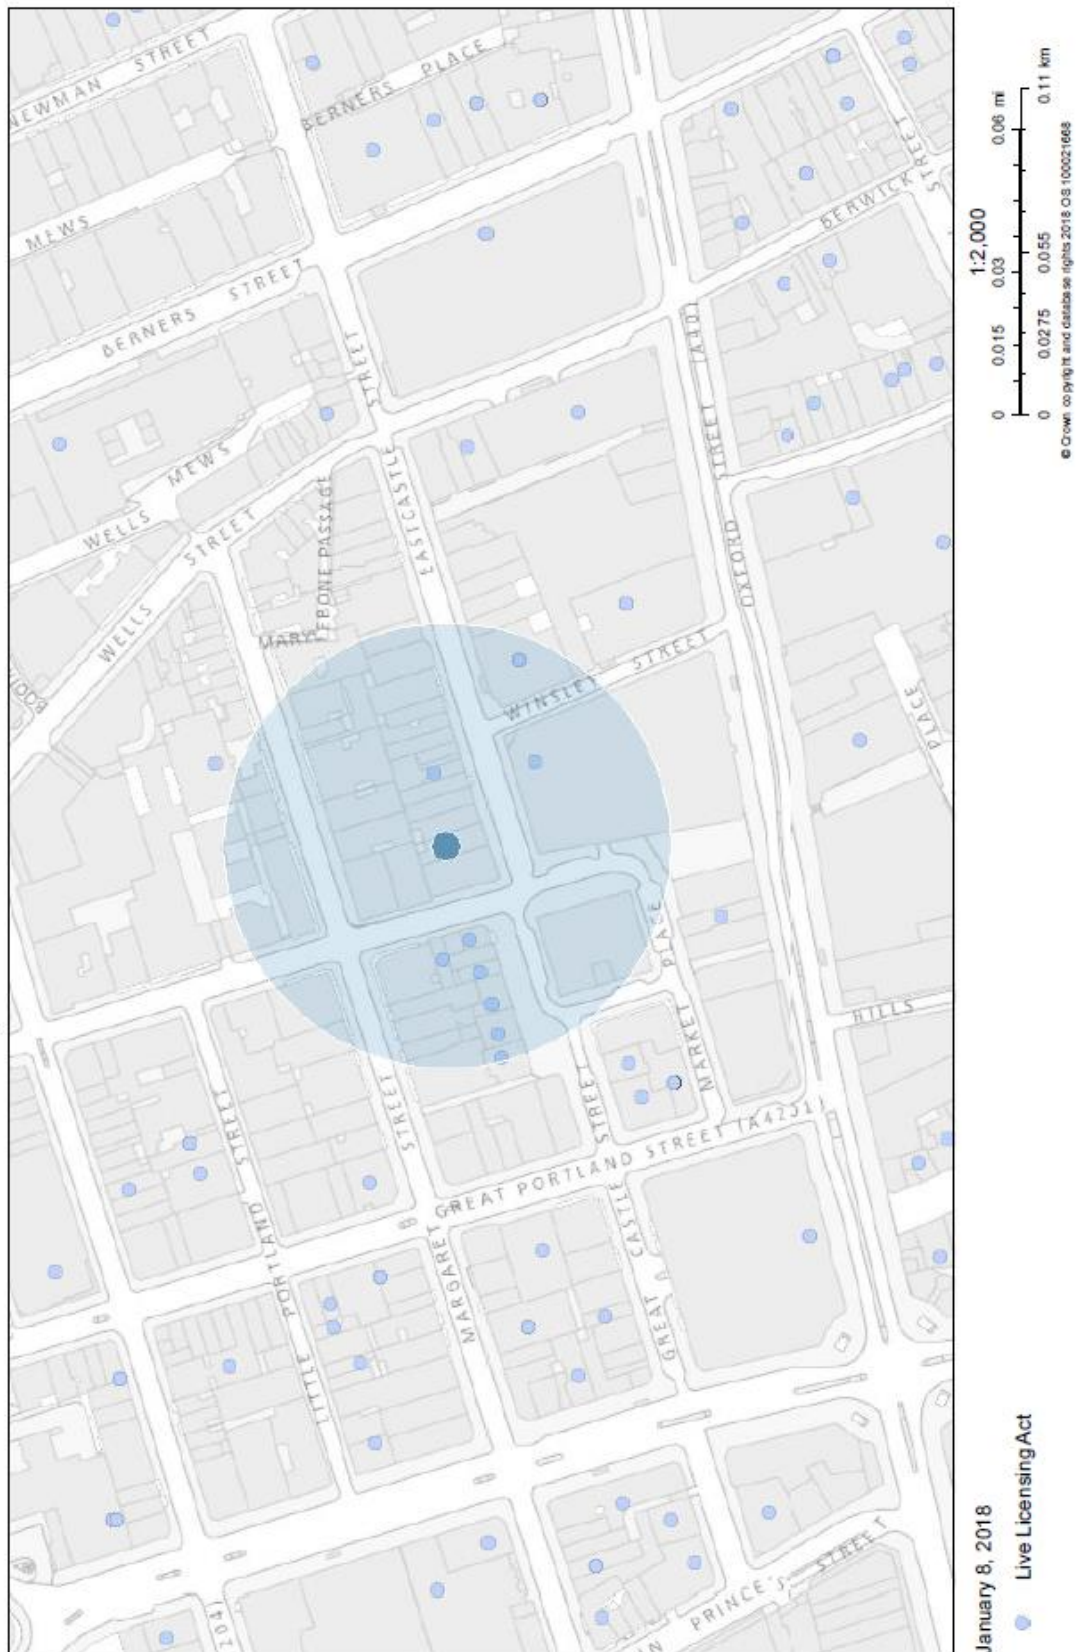 NEWMAN STREET
MEWS
BERNERS STREET
BERNERS PLACE
WELLS MEWS
WELLS STREET
MARYLEBONE PASSAGE
EASTCASTLE STREET
WINSLEY STREET
OXFORD STREET (A40)
BERWICK STREET
PLACE
HILLS
MARKET PLACE
LITTLE PORTLAND STREET
MARGARET STREET
GREAT PORTLAND STREET (A4201)
GREAT CASTLE STREET
204)
PRINCE'S STREET
January 8, 2018
Live Licensing Act
1:2,000
0 0.015 0.03 0.06 mi
0 0.0275 0.055 0.11 km
© Crown copyright and database rights 2018 OS 100021668